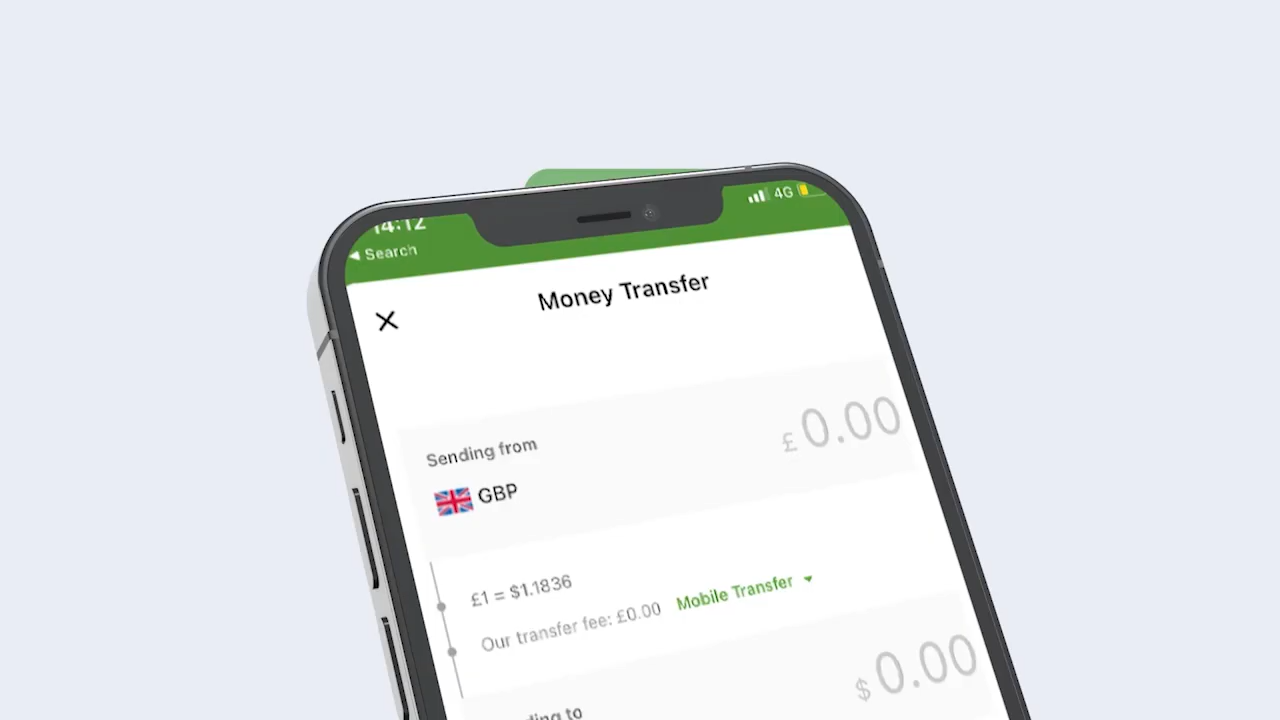 14:12
4G
◀ Search
Money Transfer
Sending from
£ 0.00
GBP
£1 = $1.1836
Our transfer fee: £0.00 Mobile Transfer
$ 0.00
to